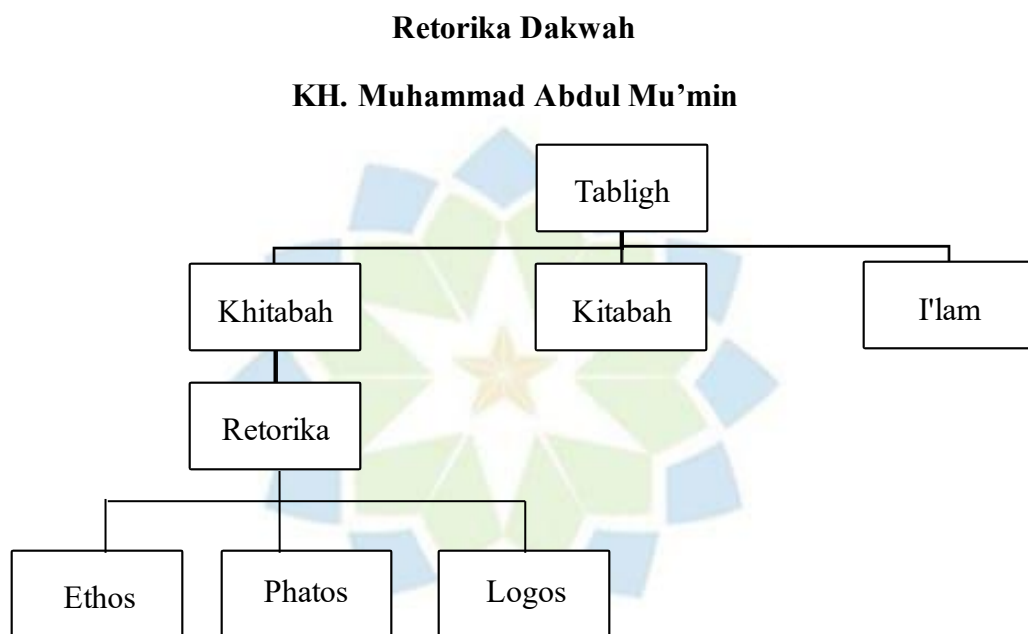 Retorika Dakwah
KH. Muhammad Abdul Mu’min
Tabligh
Khitabah
Kitabah
I'lam
Retorika
Ethos
Phatos
Logos